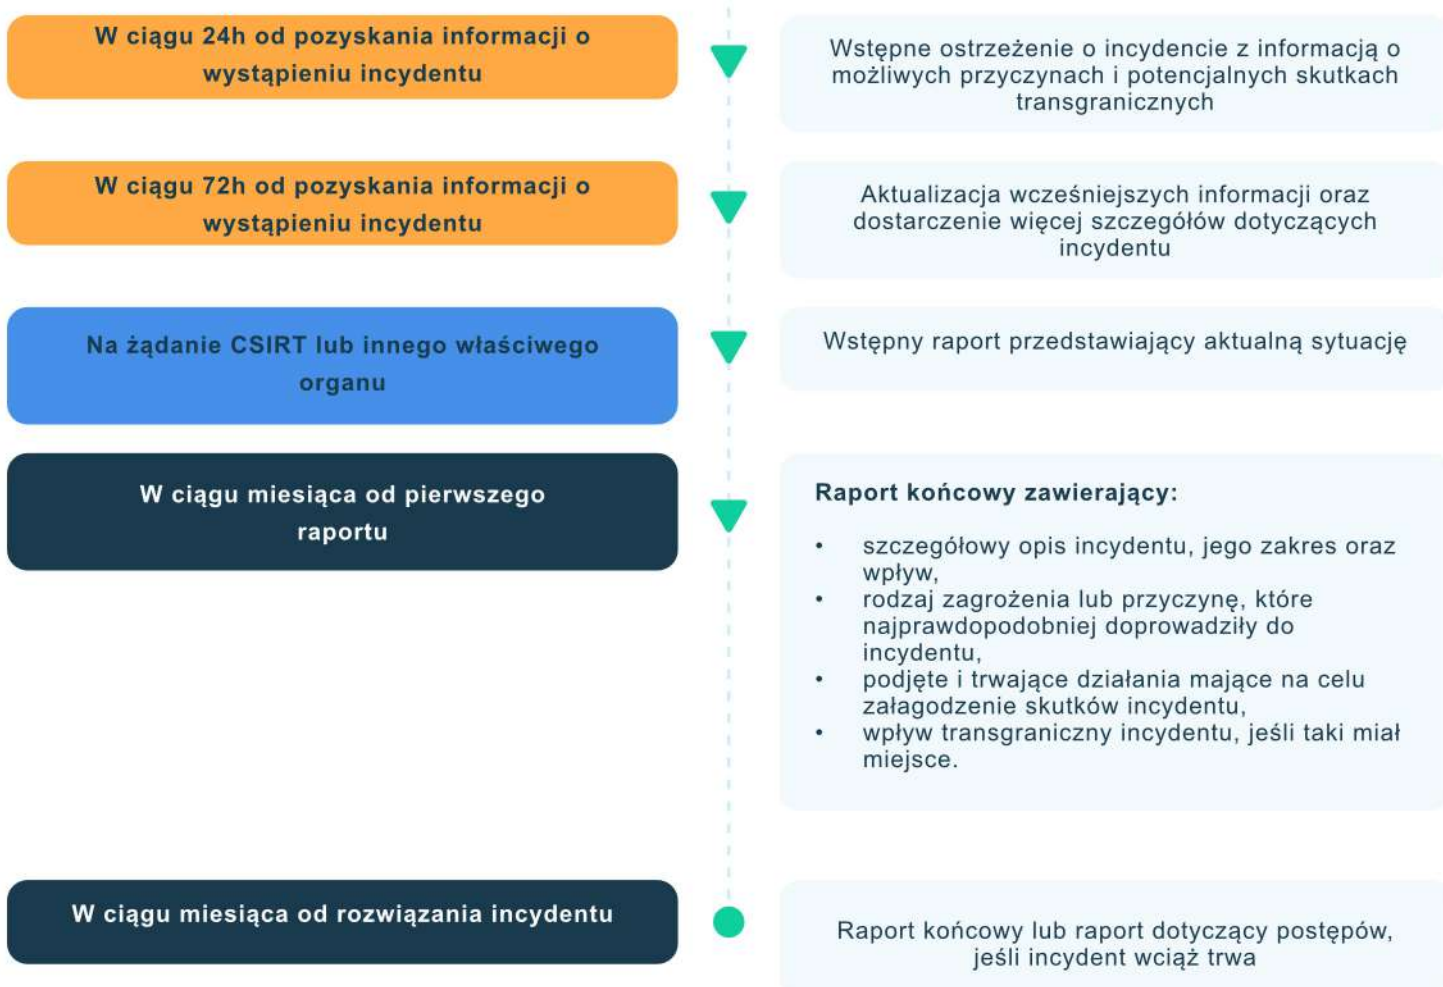 W ciągu 24h od pozyskania informacji o
wystąpieniu incydentu
Wstępne ostrzeżenie o incydencie z informacją o
możliwych przyczynach i potencjalnych skutkach
transgranicznych
W ciągu 72h od pozyskania informacji o
wystąpieniu incydentu
Aktualizacja wcześniejszych informacji oraz
dostarczenie więcej szczegółów dotyczących
incydentu
Na żądanie CSIRT lub innego właściwego
organu
Wstępny raport przedstawiający aktualną sytuację
W ciągu miesiąca od pierwszego
raportu
Raport końcowy zawierający:
• szczegółowy opis incydentu, jego zakres oraz
wpływ,
• rodzaj zagrożenia lub przyczynę, które
najprawdopodobniej doprowadziły do
incydentu,
• podjęte i trwające działania mające na celu
załagodzenie skutków incydentu,
• wpływ transgraniczny incydentu, jeśli taki miał
miejsce.
W ciągu miesiąca od rozwiązania incydentu
Raport końcowy lub raport dotyczący postępów,
jeśli incydent wciąż trwa